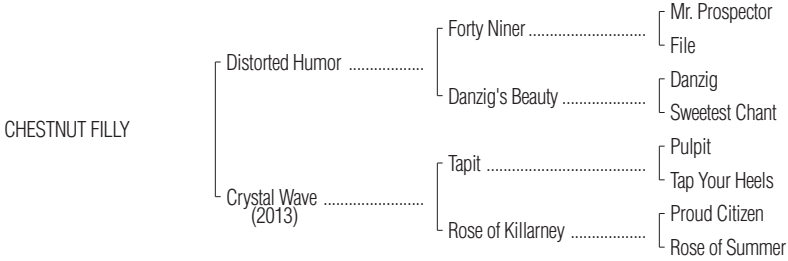 Mr. Prospector
Forty Niner ............................
File
Distorted Humor ..................
Danzig
Danzig's Beauty ....................
Sweetest Chant
CHESTNUT FILLY
Pulpit
Tapit ......................................
Tap Your Heels
Crystal Wave ........................
(2013)
Proud Citizen
Rose of Killarney ..................
Rose of Summer